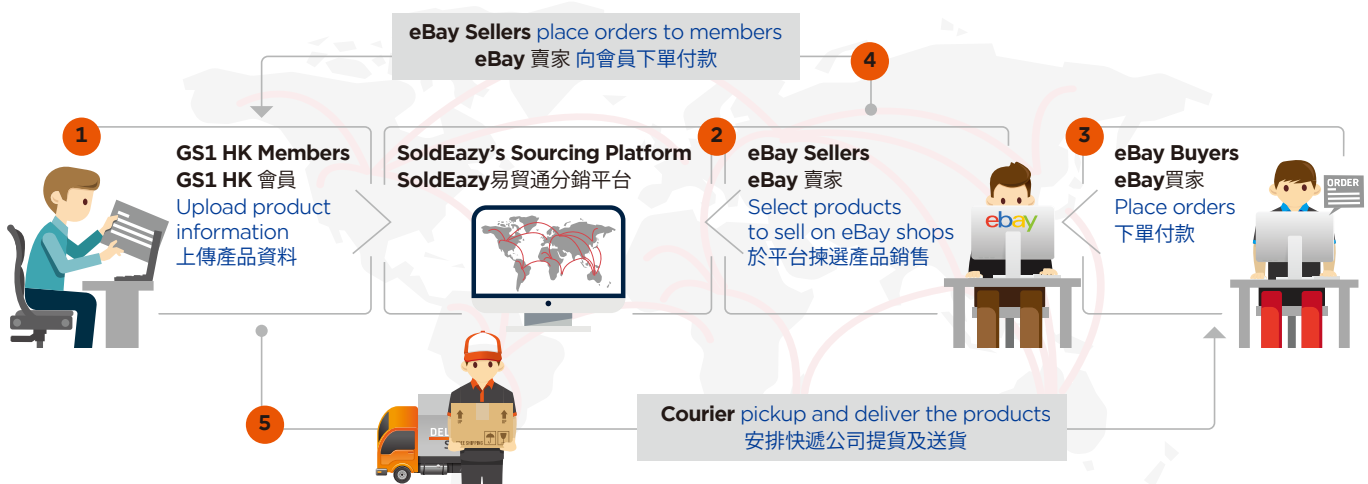 eBay Sellers place orders to members
eBay 賣家 向會員下單付款
4
1
GS1 HK Members
GS1 HK 會員
Upload product
information
上傳產品資料
SoldEazy’s Sourcing Platform
SoldEazy易貿通分銷平台
2
eBay Sellers
eBay 賣家
Select products
to sell on eBay shops
於平台揀選產品銷售
ebay
3
eBay Buyers
eBay買家
Place orders
下單付款
ORDER
5
Courier pickup and deliver the products
安排快遞公司提貨及送貨